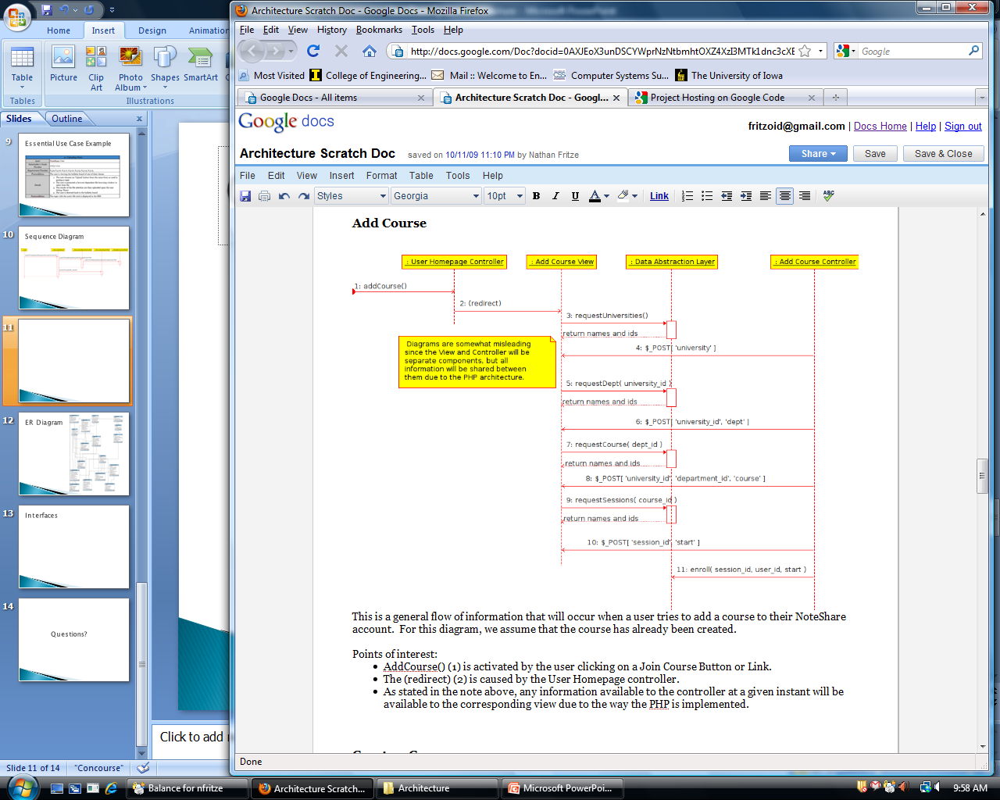 Architecture Scratch Doc - Google Docs - Mozilla Firefox
File Edit View History Bookmarks Tools Help
http://docs.google.com/Doc?docid=0AXJEoX3unDSCYWprNzNtbmhtOXZ4XzI3MTk1dnc3cXE
Google
Most Visited College of Engineering... Mail :: Welcome to En... Computer Systems Su... The University of Iowa
Google Docs - All items
Architecture Scratch Doc - Googl...
Project Hosting on Google Code
Google docs
fritzoid@gmail.com | Docs Home | Help | Sign out
Architecture Scratch Doc saved on 10/11/09 11:10 PM by Nathan Fritze
Share Save Save & Close
File Edit View Insert Format Table Tools Help
Styles Georgia 10pt B I U A Link ABC
Add Course
: User Homepage Controller : Add Course View : Data Abstraction Layer : Add Course Controller
1: addCourse()
2: (redirect)
3: requestUniversities()
return names and ids
4: $_POST[ 'university' ]
Diagrams are somewhat misleading
since the View and Controller will be
separate components, but all
information will be shared between
them due to the PHP architecture.
5: requestDept( university_id )
return names and ids
6: $_POST[ 'university_id', 'dept' ]
7: requestCourse( dept_id )
return names and ids
8: $_POST[ 'university_id', 'department_id', 'course' ]
9: requestSessions( course_id )
return names and ids
10: $_POST[ 'session_id', 'start' ]
11: enroll( session_id, user_id, start )
This is a general flow of information that will occur when a user tries to add a course to their NoteShare
account. For this diagram, we assume that the course has already been created.
Points of interest:
AddCourse() (1) is activated by the user clicking on a Join Course Button or Link.
The (redirect) (2) is caused by the User Homepage controller.
As stated in the note above, any information available to the controller at a given instant will be
available to the corresponding view due to the way the PHP is implemented.
Done
Home Insert Design Animation
Table
Picture
Clip
Art
Photo
Album
Shapes
SmartArt
Tables
Illustrations
Slides Outline
9
Essential Use Case Example
10
Sequence Diagram
11
12
ER Diagram
13
Interfaces
14
Questions?
Click to add
Slide 11 of 14 "Concourse"
Balance for nfritze
Architecture Scratch...
Architecture
Microsoft PowerPoi...
9:58 AM